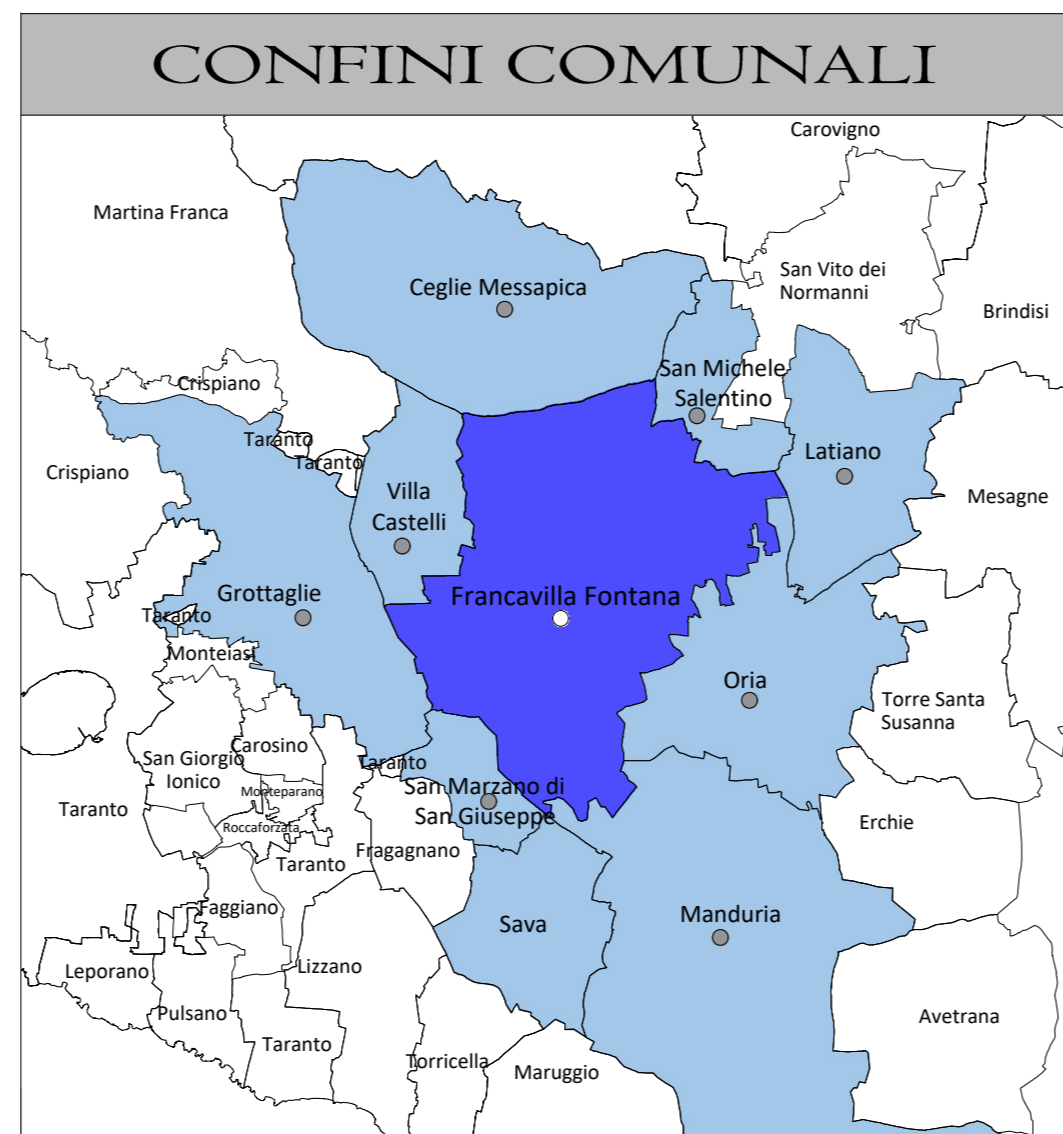 CONFINI COMUNALI
Carovigno
Martina Franca
San Vito dei
Normanni
Ceglie Messapica
Brindisi
San Michele
Salentino
Crispiano
Taranto
Taranto
Crispiano
Latiano
Villa
Castelli
Mesagne
Grottaglie
Francavilla Fontana
Taranto
Monteiasi
Oria
Torre Santa
Susanna
Carosino
San Giorgio
Ionico
Taranto
San Marzano di
San Giuseppe
Monteparano
Taranto
Roccaforzata
Erchie
Fragagnano
Taranto
Faggiano
Sava
Manduria
Leporano
Lizzano
Pulsano
Avetrana
Taranto
Torricella
Maruggio